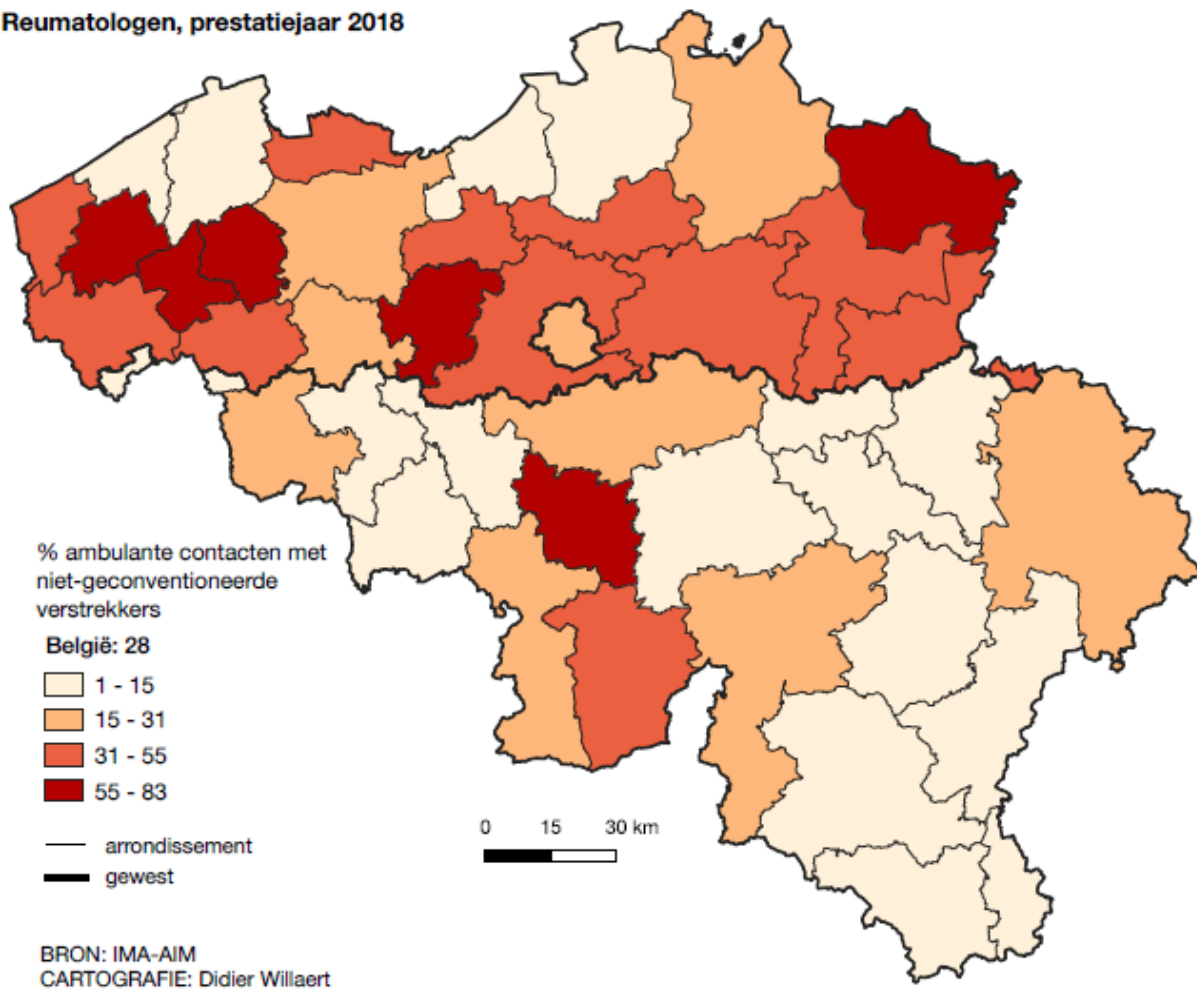 Reumatologen, prestatiejaar 2018
% ambulante contacten met
niet-geconventioneerde
verstrekkers
België: 28
1 - 15
15 - 31
31 - 55
55 - 83
0 15 30 km
arrondissement
gewest
BRON: IMA-AIM
CARTOGRAFIE: Didier Willaert